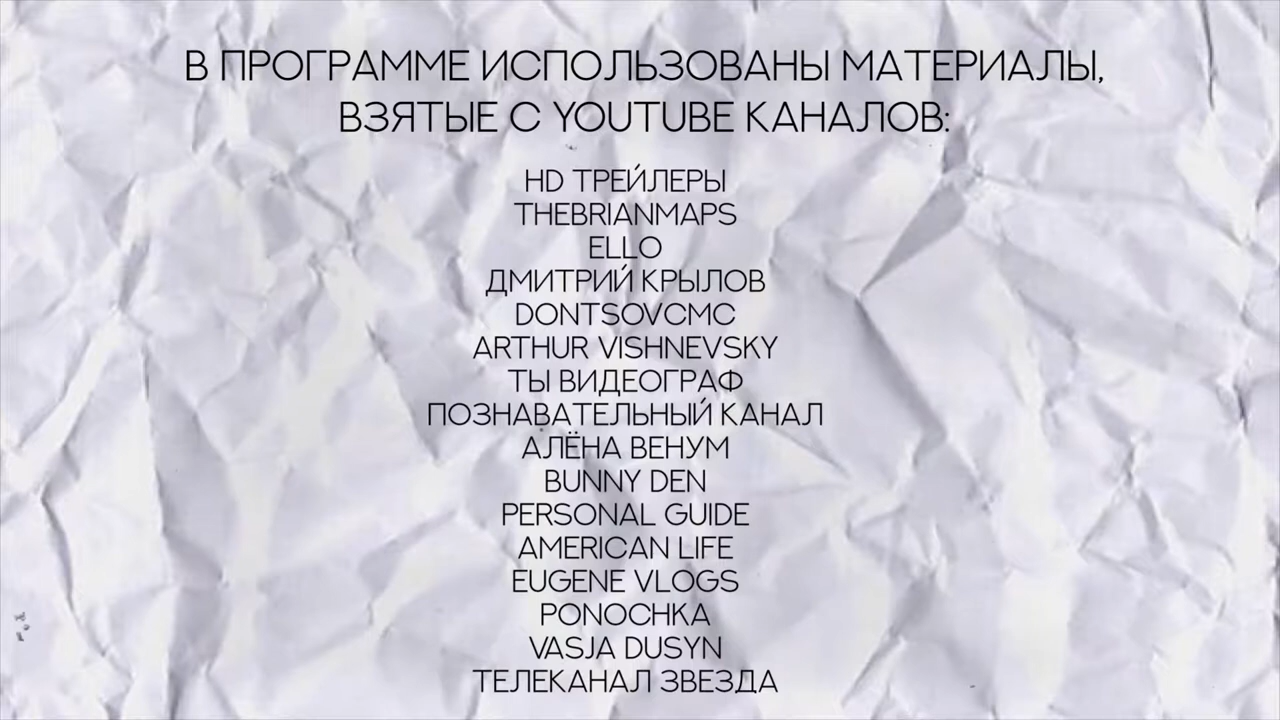 В ПРОГРАММЕ ИСПОЛЬЗОВАНЫ МАТЕРИАЛЫ,
ВЗЯТЫЕ С YOUTUBE КАНАЛОВ:
HD ТРЕЙЛЕРЫ
THEBRIANMAPS
ELLO
ДМИТРИЙ КРЫЛОВ
DONTSOVCMC
ARTHUR VISHNEVSKY
ТЫ ВИДЕОГРАФ
ПОЗНАВАТЕЛЬНЫЙ КАНАЛ
АЛЁНА ВЕНУМ
BUNNY DEN
PERSONAL GUIDE
AMERICAN LIFE
EUGENE VLOGS
PONOCHKA
VASJA DUSYN
ТЕЛЕКАНАЛ ЗВЕЗДА